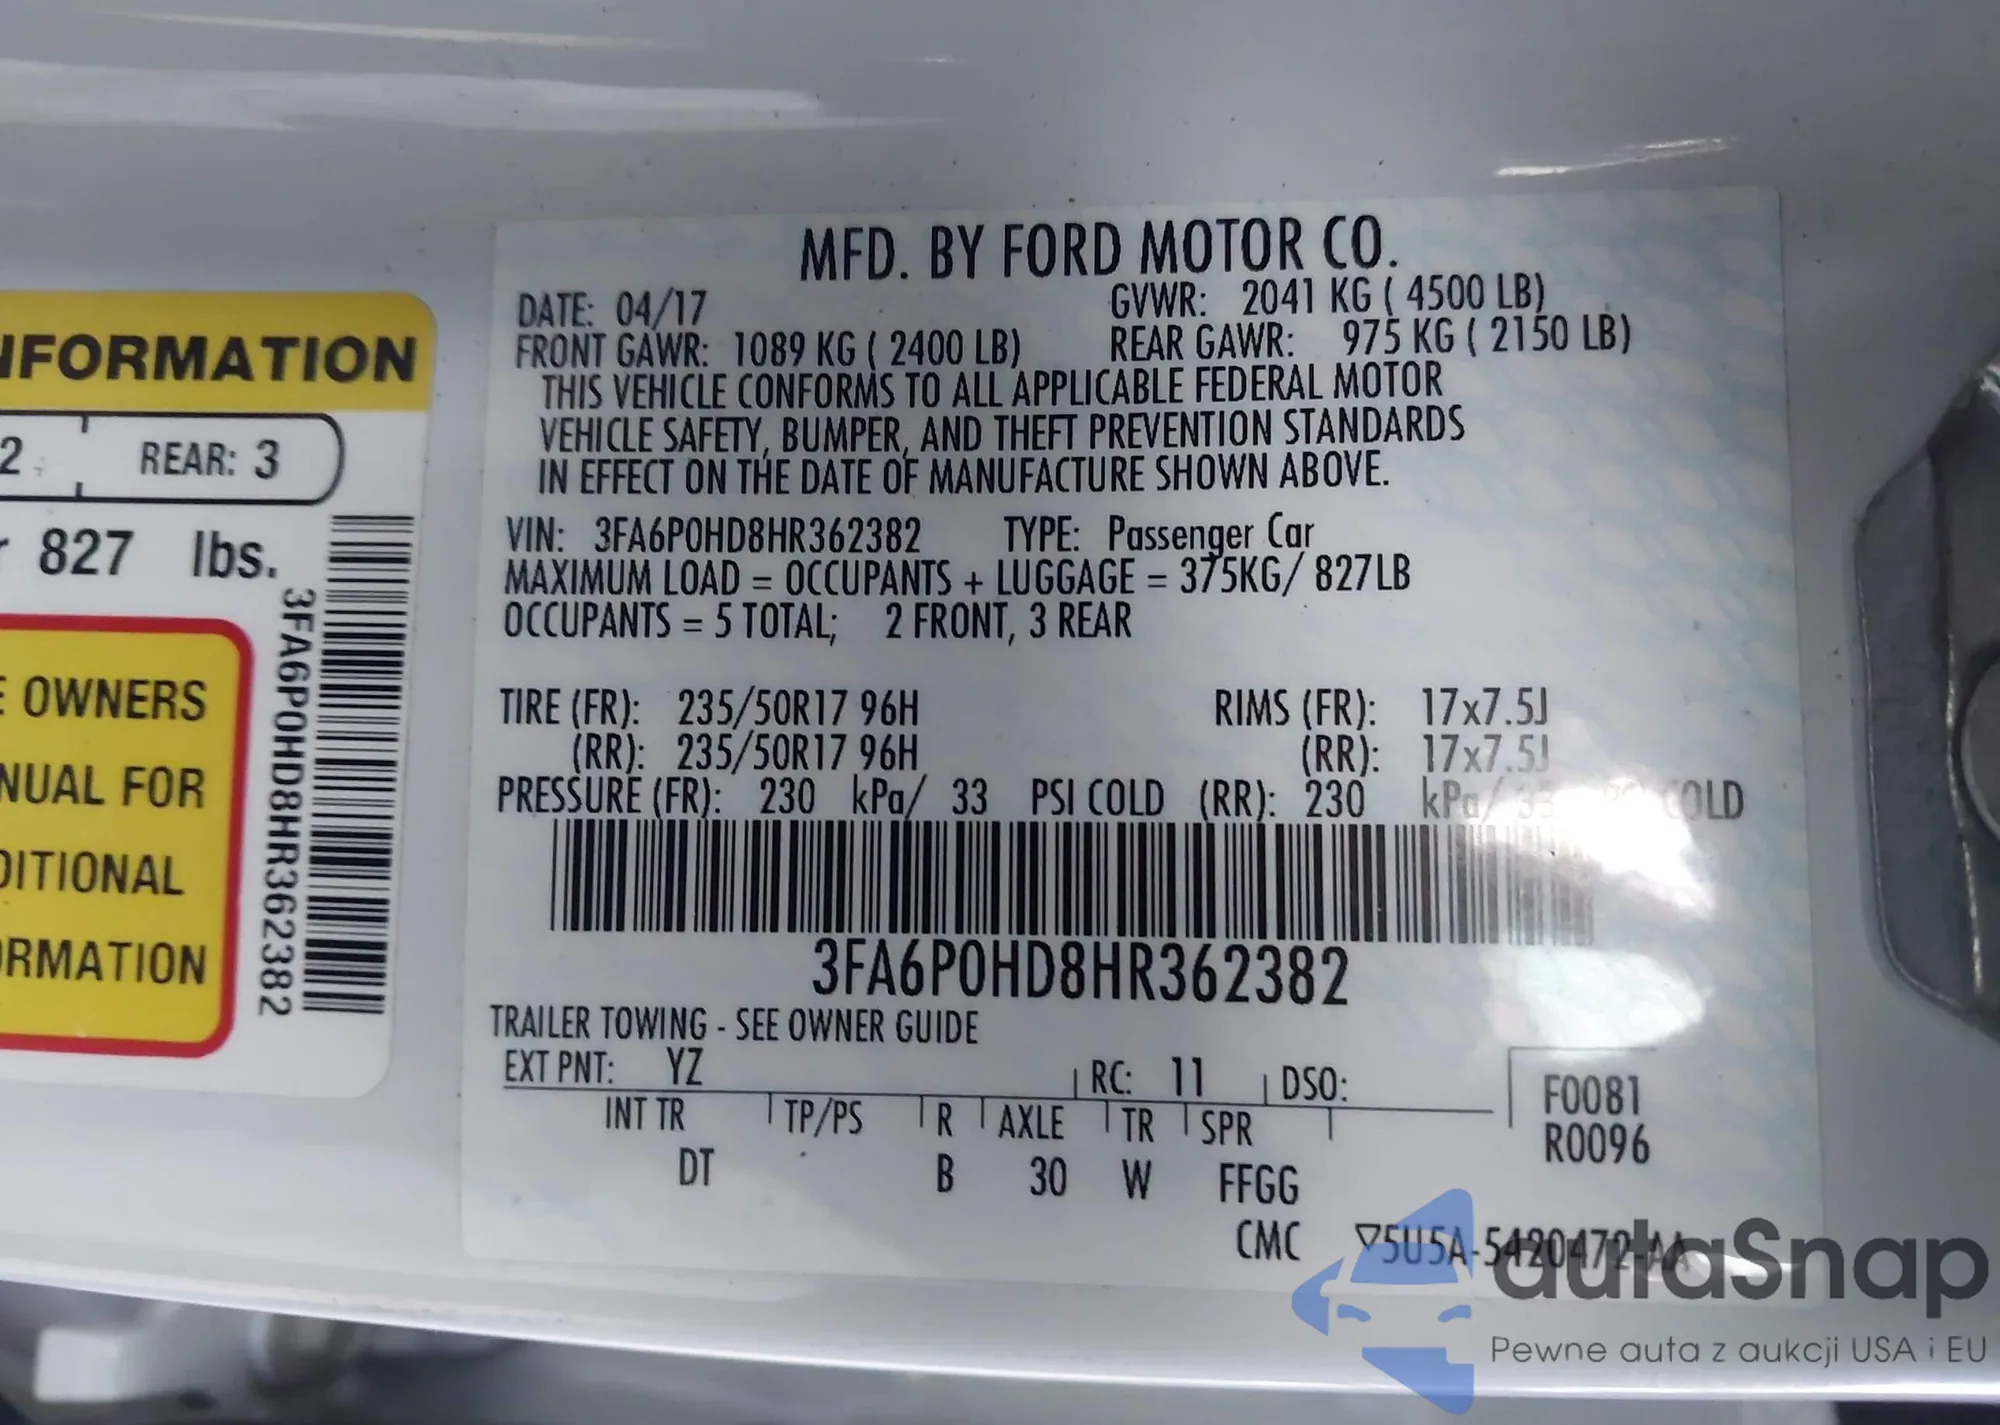 NFORMATION
2 REAR: 3
827 lbs.
OWNERS
NUAL FOR
DITIONAL
ORMATION
3FA6P0HD8HR362382
MFD. BY FORD MOTOR CO.
DATE: 04/17 GVWR: 2041 KG ( 4500 LB)
FRONT GAWR: 1089 KG ( 2400 LB) REAR GAWR: 975 KG ( 2150 LB)
THIS VEHICLE CONFORMS TO ALL APPLICABLE FEDERAL MOTOR
VEHICLE SAFETY, BUMPER, AND THEFT PREVENTION STANDARDS
IN EFFECT ON THE DATE OF MANUFACTURE SHOWN ABOVE.
VIN: 3FA6P0HD8HR362382 TYPE: Passenger Car
MAXIMUM LOAD = OCCUPANTS + LUGGAGE = 375KG/ 827LB
OCCUPANTS = 5 TOTAL; 2 FRONT, 3 REAR
TIRE (FR): 235/50R17 96H RIMS (FR): 17x7.5J
(RR): 235/50R17 96H (RR): 17x7.5J
PRESSURE (FR): 230 kPa/ 33 PSI COLD (RR): 230 kPa/ 33 PSI COLD
3FA6P0HD8HR362382
TRAILER TOWING - SEE OWNER GUIDE
EXT PNT: YZ RC: 11 DSO:
INT TR TP/PS R AXLE TR SPR
DT B 30 W FFGG
F0081
R0096
CMC ▽5U5A-5420472-AA
autaSnap
Pewne auta z aukcji USA i EU